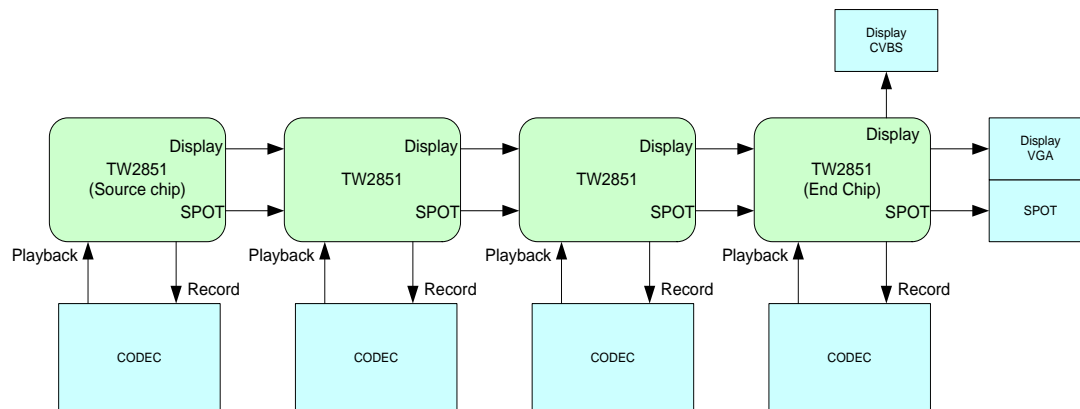 Display
CVBS
Display
TW2851
(Source chip)
SPOT
Display
TW2851
SPOT
Display
TW2851
SPOT
Display
TW2851
(End Chip)
SPOT
Display
VGA
SPOT
Playback
Record
Playback
Record
Playback
Record
Playback
Record
CODEC
CODEC
CODEC
CODEC